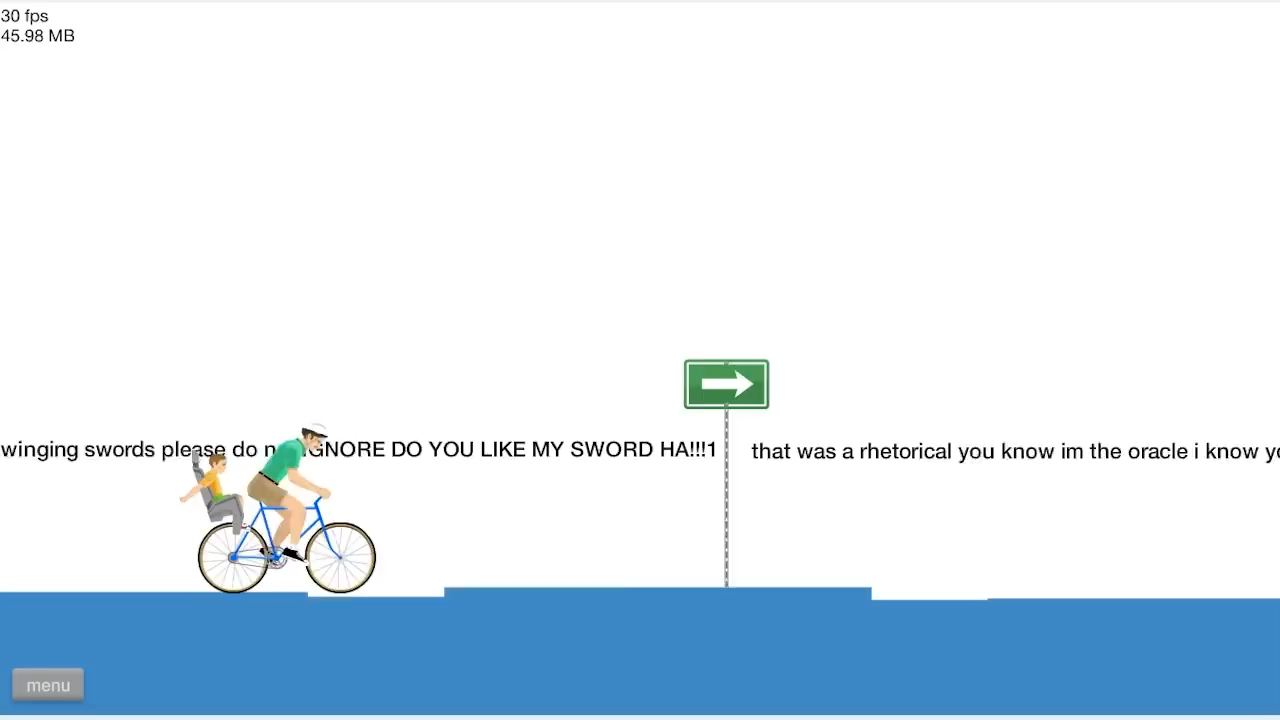 30 fps
45.98 MB
winging swords please do n GNORE DO YOU LIKE MY SWORD HA!!!1
that was a rhetorical you know im the oracle i know
menu